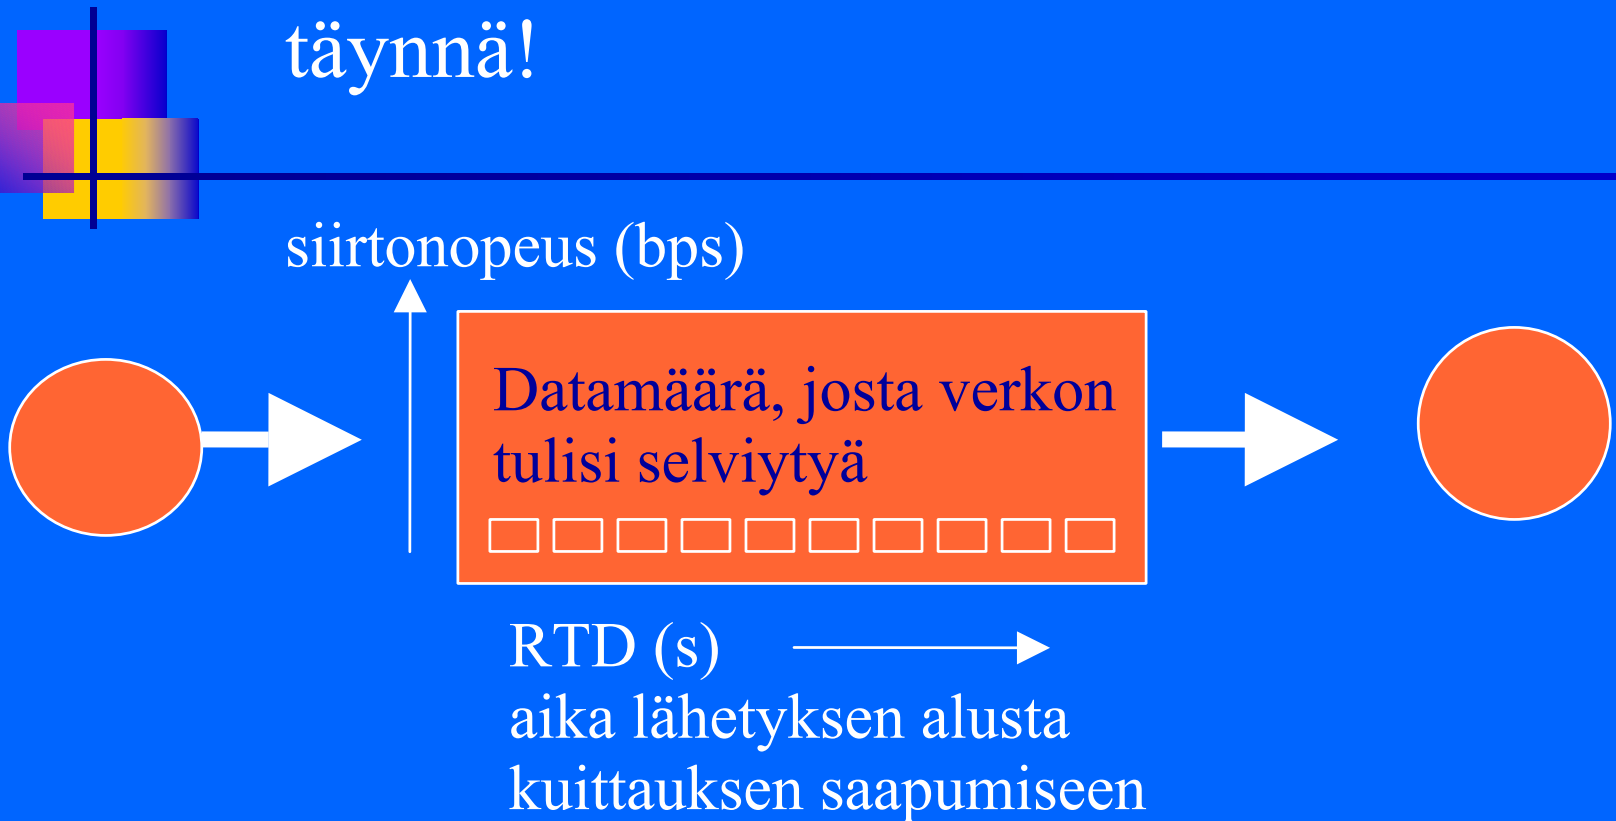 täynnä!
siirtonopeus (bps)
Datamäärä, josta verkon
tulisi selviytyä
RTD (s)
aika lähetyksen alusta
kuittauksen saapumiseen